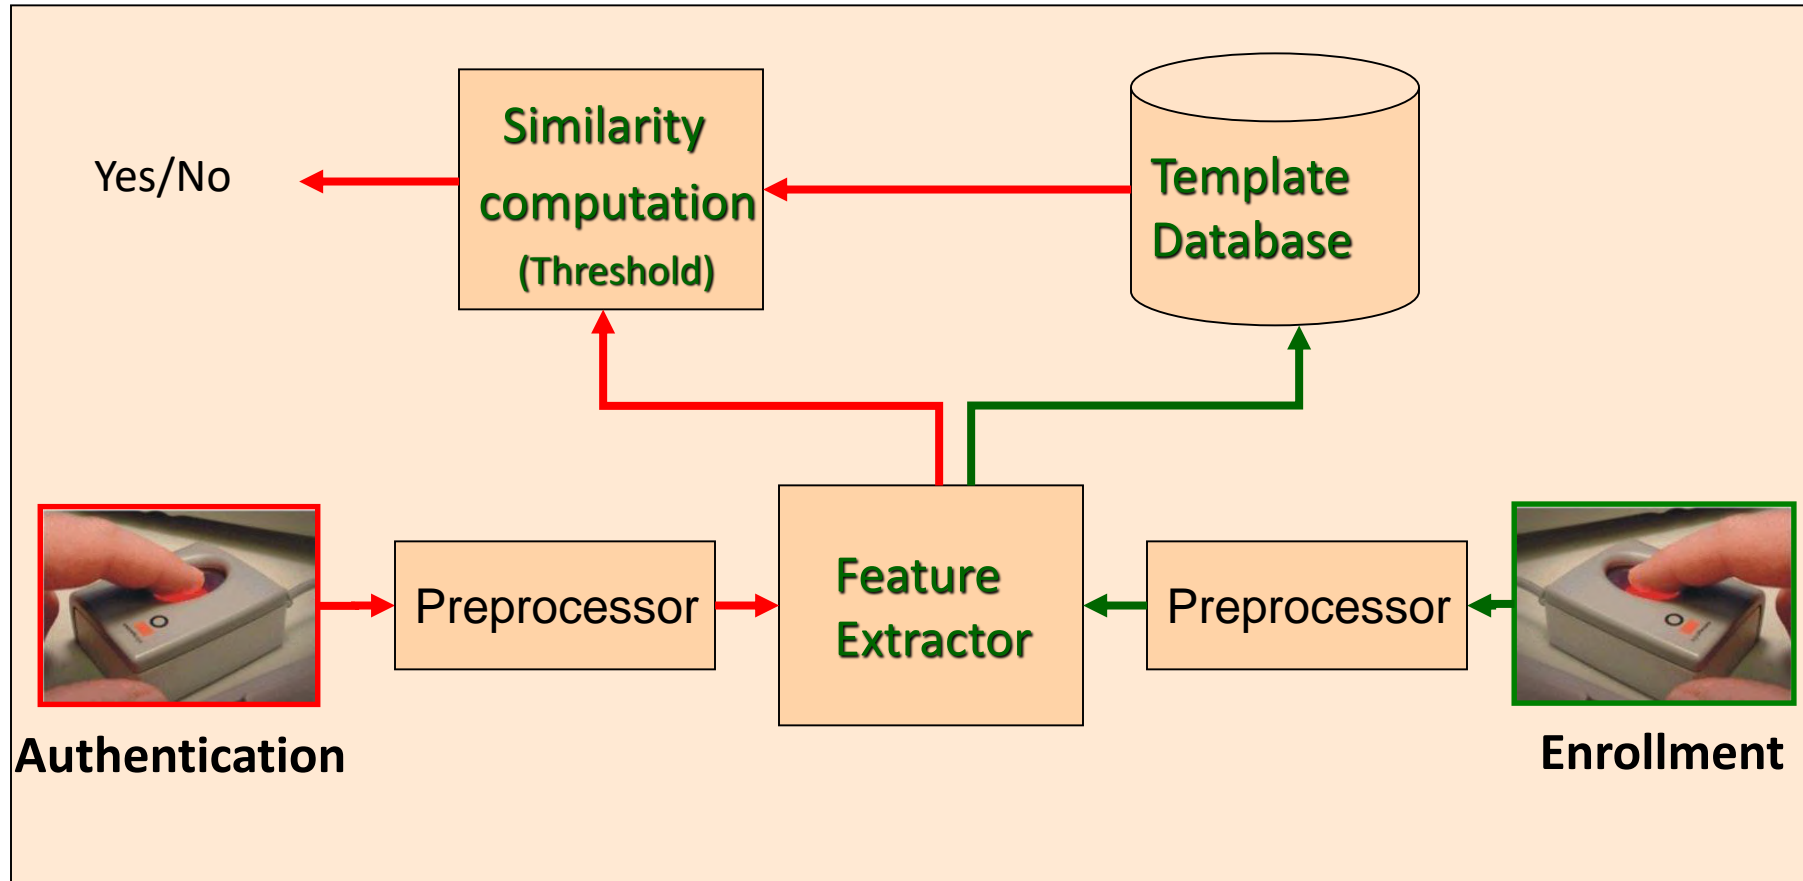 Similarity
computation
(Threshold)
Yes/No
Template
Database
Preprocessor
Feature
Extractor
Preprocessor
Authentication
Enrollment